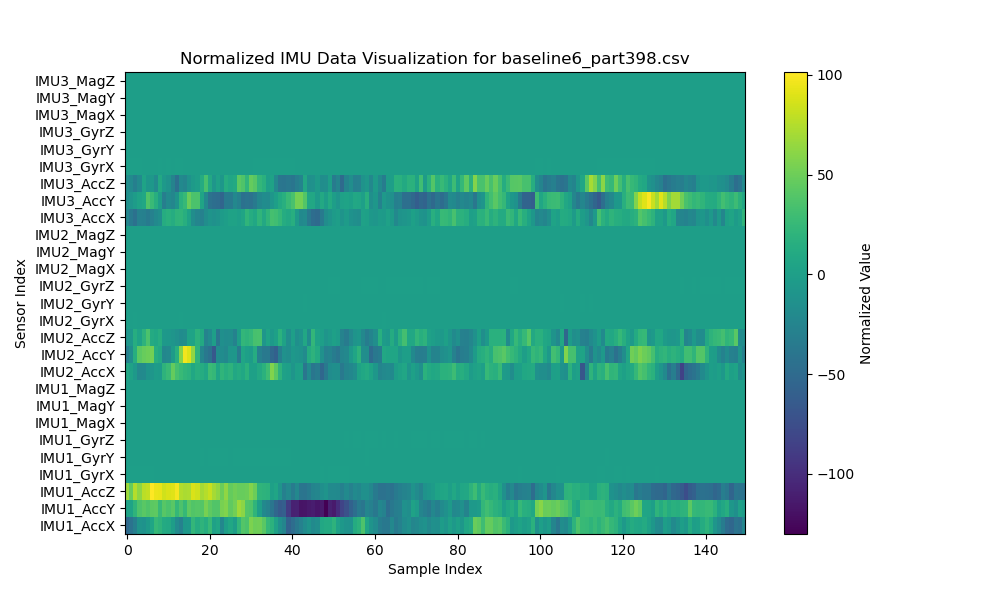 Normalized IMU Data Visualization for baseline6_part398.csv
IMU3_MagZ
IMU3_MagY
IMU3_MagX
IMU3_GyrZ
IMU3_GyrY
IMU3_GyrX
IMU3_AccZ
IMU3_AccY
IMU3_AccX
IMU2_MagZ
IMU2_MagY
IMU2_MagX
IMU2_GyrZ
IMU2_GyrY
IMU2_GyrX
IMU2_AccZ
IMU2_AccY
IMU2_AccX
IMU1_MagZ
IMU1_MagY
IMU1_MagX
IMU1_GyrZ
IMU1_GyrY
IMU1_GyrX
IMU1_AccZ
IMU1_AccY
IMU1_AccX
Sensor Index
0 20 40 60 80 100 120 140
Sample Index
100
50
0
−50
−100
Normalized Value